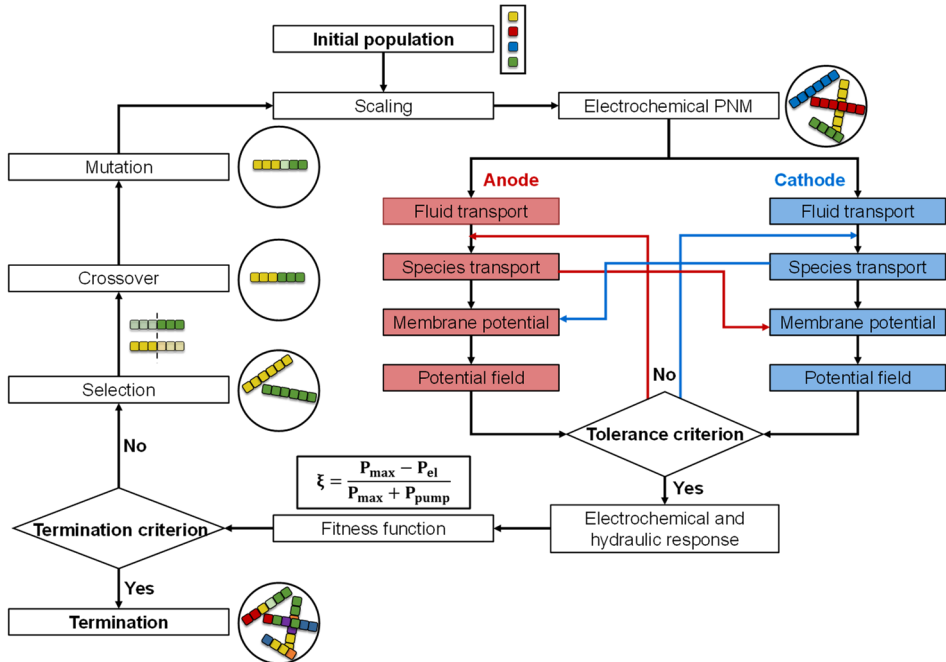 Initial population
Scaling
Electrochemical PNM
Mutation
Anode
Cathode
Fluid transport
Fluid transport
Crossover
Species transport
Species transport
Membrane potential
Membrane potential
Selection
Potential field
Potential field
No
No
Tolerance criterion
ξ = (P_max − P_el) / (P_max + P_pump)
Yes
Termination criterion
Fitness function
Electrochemical and
hydraulic response
Yes
Termination